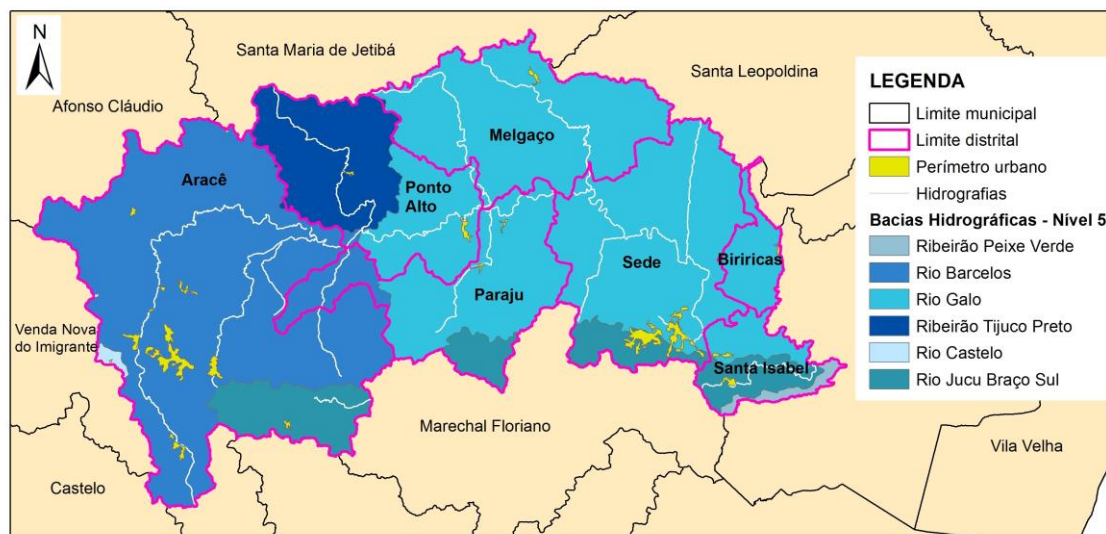 N
Santa Maria de Jetibá
Afonso Cláudio
Santa Leopoldina
Melgaço
Aracê
Ponto
Alto
Sede
Biriricas
Paraju
Venda Nova
do Imigrante
Santa Isabel
Marechal Floriano
Vila Velha
Castelo
LEGENDA
Limite municipal
Limite distrital
Perímetro urbano
Hidrografias
Bacias Hidrográficas - Nível 5
Ribeirão Peixe Verde
Rio Barcelos
Rio Galo
Ribeirão Tijuco Preto
Rio Castelo
Rio Jucu Braço Sul